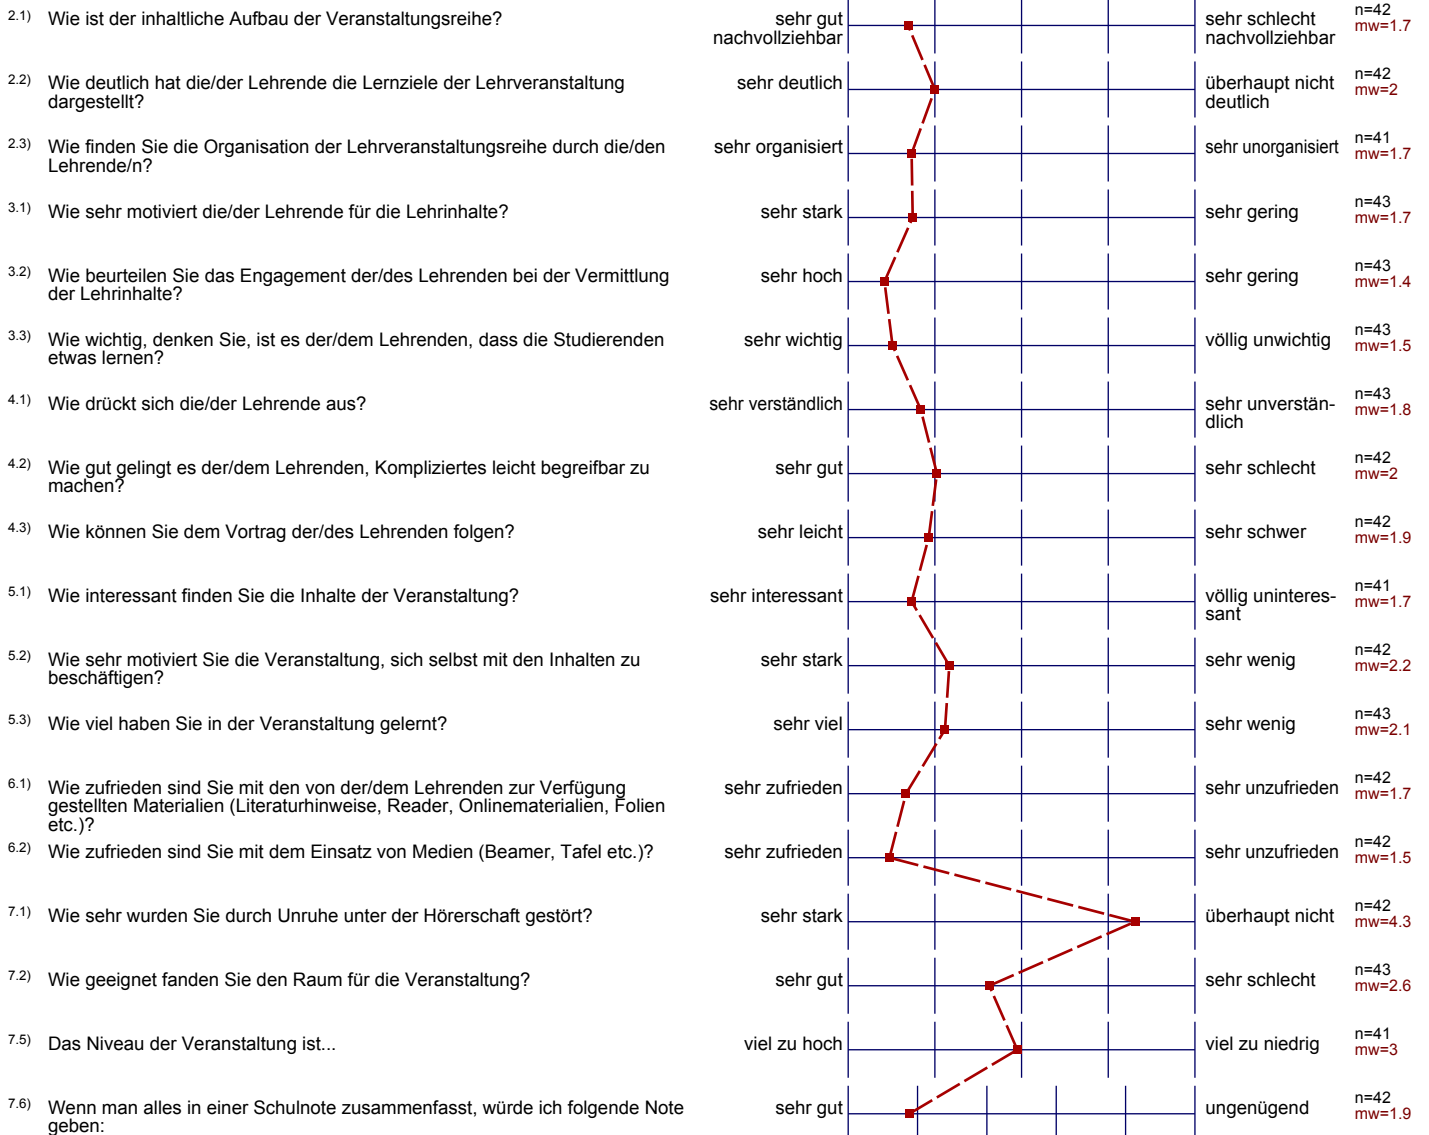 2.1) Wie ist der inhaltliche Aufbau der Veranstaltungsreihe? sehr gut sehr schlecht n=42
nachvollziehbar nachvollziehbar mw=1.7
2.2) Wie deutlich hat die/der Lehrende die Lernziele der Lehrveranstaltung sehr deutlich überhaupt nicht n=42
dargestellt? deutlich mw=2
2.3) Wie finden Sie die Organisation der Lehrveranstaltungsreihe durch die/den sehr organisiert sehr unorganisiert n=41
Lehrende/n? mw=1.7
3.1) Wie sehr motiviert die/der Lehrende für die Lehrinhalte? sehr stark sehr gering n=43
mw=1.7
3.2) Wie beurteilen Sie das Engagement der/des Lehrenden bei der Vermittlung sehr hoch sehr gering n=43
der Lehrinhalte? mw=1.4
3.3) Wie wichtig, denken Sie, ist es der/dem Lehrenden, dass die Studierenden sehr wichtig völlig unwichtig n=43
etwas lernen? mw=1.5
4.1) Wie drückt sich die/der Lehrende aus? sehr verständlich sehr unverstän- n=43
dlich mw=1.8
4.2) Wie gut gelingt es der/dem Lehrenden, Kompliziertes leicht begreifbar zu sehr gut sehr schlecht n=42
machen? mw=2
4.3) Wie können Sie dem Vortrag der/des Lehrenden folgen? sehr leicht sehr schwer n=42
mw=1.9
5.1) Wie interessant finden Sie die Inhalte der Veranstaltung? sehr interessant völlig uninteres- n=41
sant mw=1.7
5.2) Wie sehr motiviert Sie die Veranstaltung, sich selbst mit den Inhalten zu sehr stark sehr wenig n=42
beschäftigen? mw=2.2
5.3) Wie viel haben Sie in der Veranstaltung gelernt? sehr viel sehr wenig n=43
mw=2.1
6.1) Wie zufrieden sind Sie mit den von der/dem Lehrenden zur Verfügung sehr zufrieden sehr unzufrieden n=42
gestellten Materialien (Literaturhinweise, Reader, Onlinematerialien, Folien mw=1.7
etc.)?
6.2) Wie zufrieden sind Sie mit dem Einsatz von Medien (Beamer, Tafel etc.)? sehr zufrieden sehr unzufrieden n=42
mw=1.5
7.1) Wie sehr wurden Sie durch Unruhe unter der Hörerschaft gestört? sehr stark überhaupt nicht n=42
mw=4.3
7.2) Wie geeignet fanden Sie den Raum für die Veranstaltung? sehr gut sehr schlecht n=43
mw=2.6
7.5) Das Niveau der Veranstaltung ist... viel zu hoch viel zu niedrig n=41
mw=3
7.6) Wenn man alles in einer Schulnote zusammenfasst, würde ich folgende Note sehr gut ungenügend n=42
geben: mw=1.9